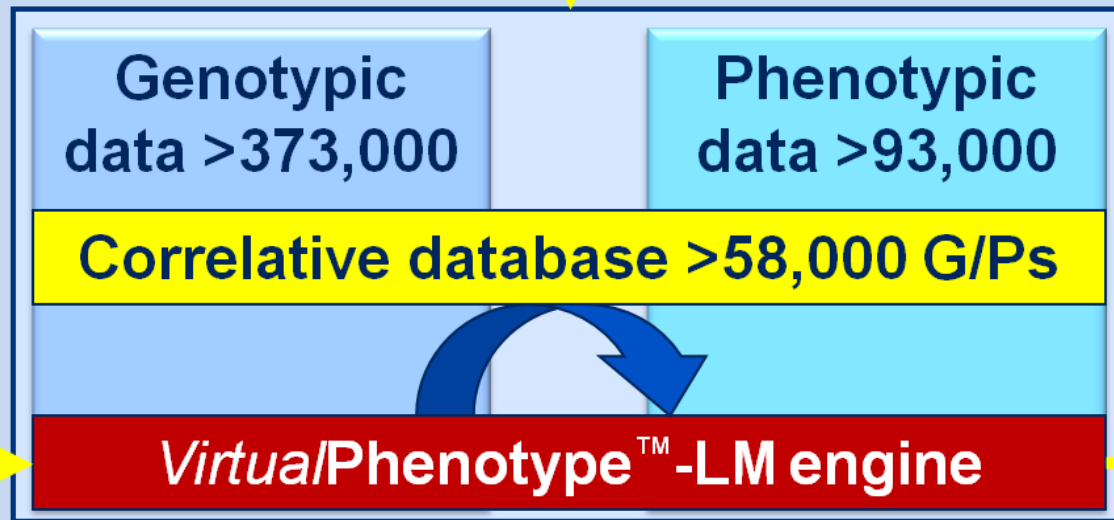 Genotypic
data >373,000
Phenotypic
data >93,000
Correlative database >58,000 G/Ps
VirtualPhenotype™-LM engine